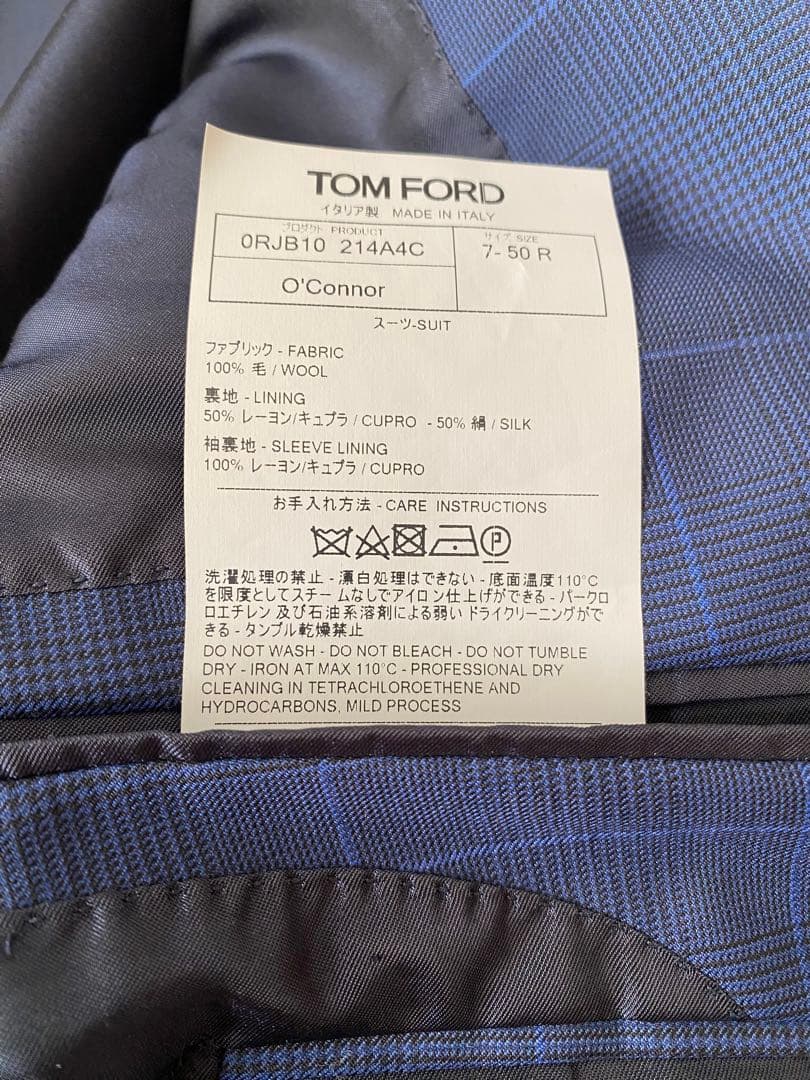 TOM FORD
イタリア製 MADE IN ITALY
プロダクト PRODUCT
0RJB10 214A4C
サイズ-SIZE
7- 50 R
O'Connor
スーツ-SUIT
ファブリック - FABRIC
100% 毛 / WOOL
裏地 - LINING
50% レーヨン/キュプラ / CUPRO - 50% 絹 / SILK
袖裏地 - SLEEVE LINING
100% レーヨン/キュプラ / CUPRO
お手入れ方法 - CARE INSTRUCTIONS
P
洗濯処理の禁止 - 漂白処理はできない - 底面温度110°C
を限度としてスチームなしでアイロン仕上げができる - パークロ
ロエチレン 及び石油系溶剤による弱い ドライクリーニングがで
きる - タンブル乾燥禁止
DO NOT WASH - DO NOT BLEACH - DO NOT TUMBLE
DRY - IRON AT MAX 110°C - PROFESSIONAL DRY
CLEANING IN TETRACHLOROETHENE AND
HYDROCARBONS, MILD PROCESS